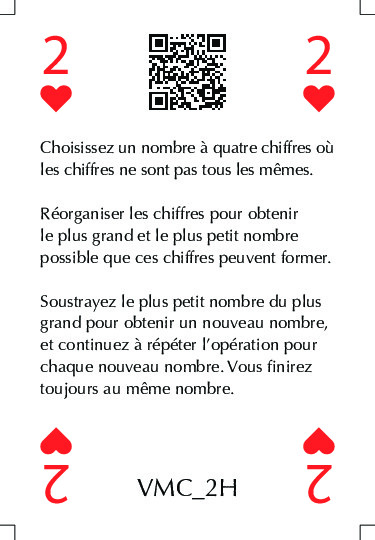 2
2
Choisissez un nombre à quatre chiffres où
les chiffres ne sont pas tous les mêmes.
Réorganiser les chiffres pour obtenir
le plus grand et le plus petit nombre
possible que ces chiffres peuvent former.
Soustrayez le plus petit nombre du plus
grand pour obtenir un nouveau nombre,
et continuez à répéter l’opération pour
chaque nouveau nombre. Vous finirez
toujours au même nombre.
2
VMC_2H
2